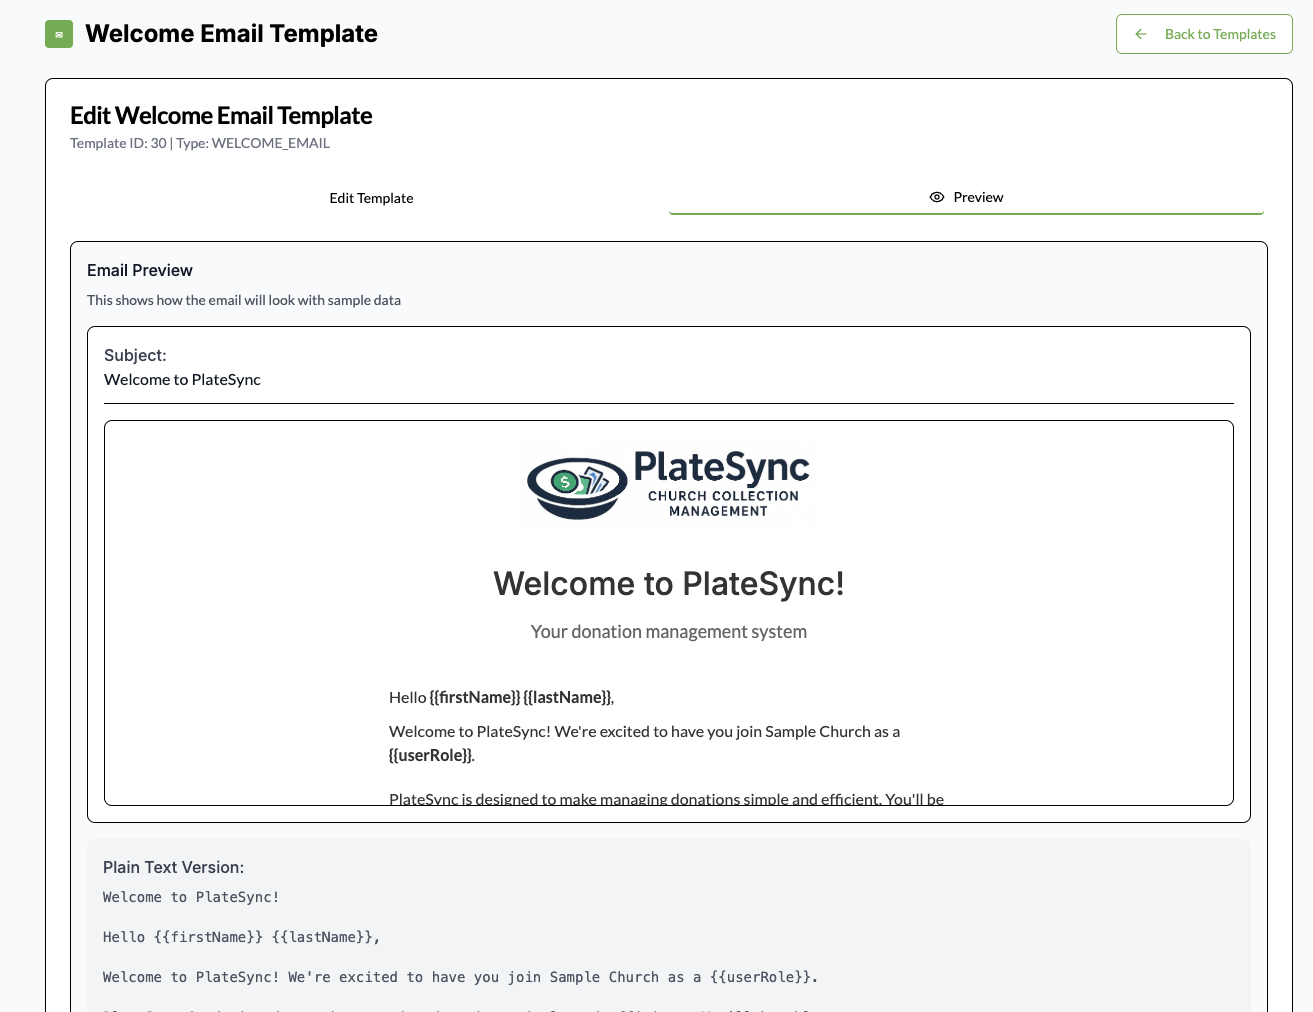 Welcome Email Template
Back to Templates
Edit Welcome Email Template
Template ID: 30 | Type: WELCOME_EMAIL
Edit Template
Preview
Email Preview
This shows how the email will look with sample data
Subject:
Welcome to PlateSync
$
PlateSync
CHURCH COLLECTION
MANAGEMENT
Welcome to PlateSync!
Your donation management system
Hello {{firstName}} {{lastName}},
Welcome to PlateSync! We're excited to have you join Sample Church as a
{{userRole}}.
PlateSync is designed to make managing donations simple and efficient. You'll be
Plain Text Version:
Welcome to PlateSync!
Hello {{firstName}} {{lastName}},
Welcome to PlateSync! We're excited to have you join Sample Church as a {{userRole}}.